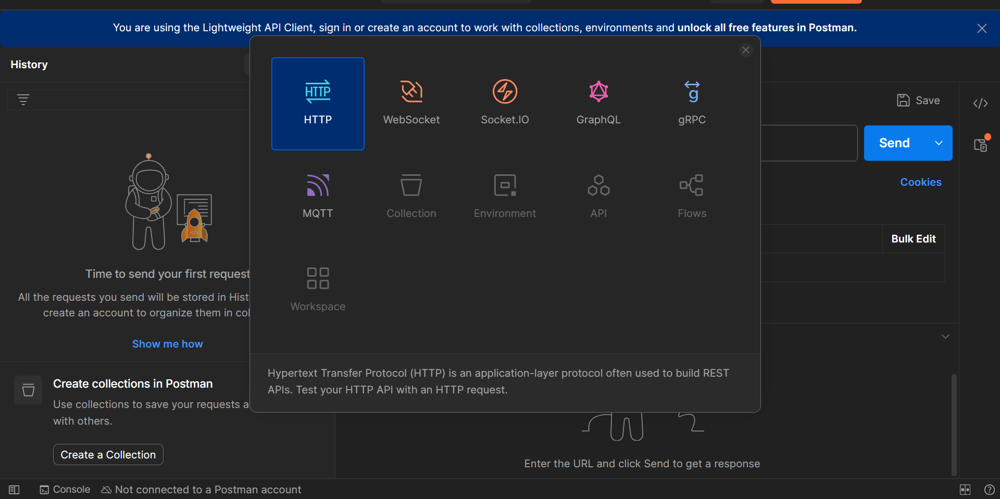 You are using the Lightweight API Client, sign in or create an account to work with collections, environments and unlock all free features in Postman.
History
HTTP
HTTP
WebSocket
Socket.IO
GraphQL
g
gRPC
Save
Send
Cookies
MQTT
Collection
Environment
API
Flows
Bulk Edit
Workspace
Time to send your first request
All the requests you send will be stored in Hist
create an account to organize them in col
Show me how
Hypertext Transfer Protocol (HTTP) is an application-layer protocol often used to build REST
APIs. Test your HTTP API with an HTTP request.
Create collections in Postman
Use collections to save your requests a
with others.
Create a Collection
Enter the URL and click Send to get a response
Console
Not connected to a Postman account